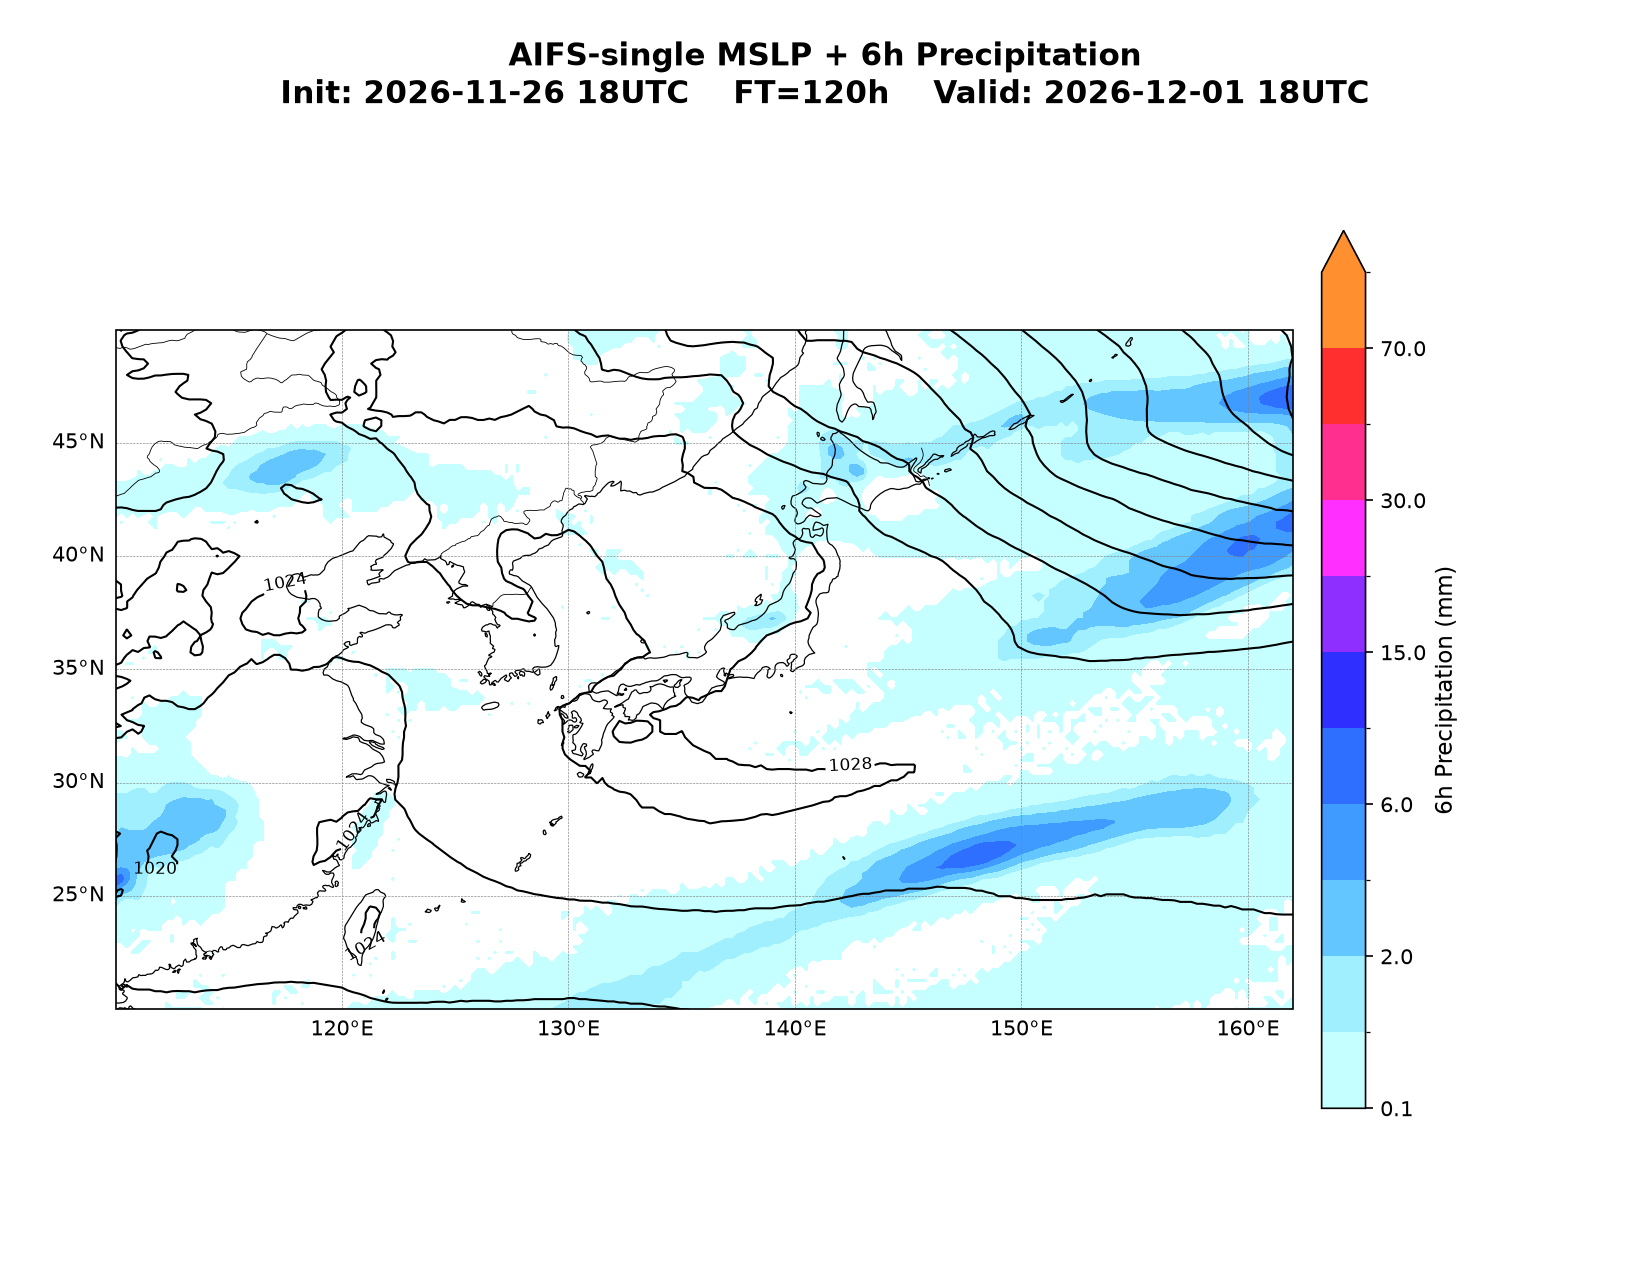 AIFS-single MSLP + 6h Precipitation
Init: 2026-11-26 18UTC    FT=120h    Valid: 2026-12-01 18UTC
70.0
45°N
30.0
40°N
1024
35°N
15.0
6h Precipitation (mm)
1028
30°N
6.0
1024
1020
25°N
1024
2.0
120°E 130°E 140°E 150°E 160°E
0.1